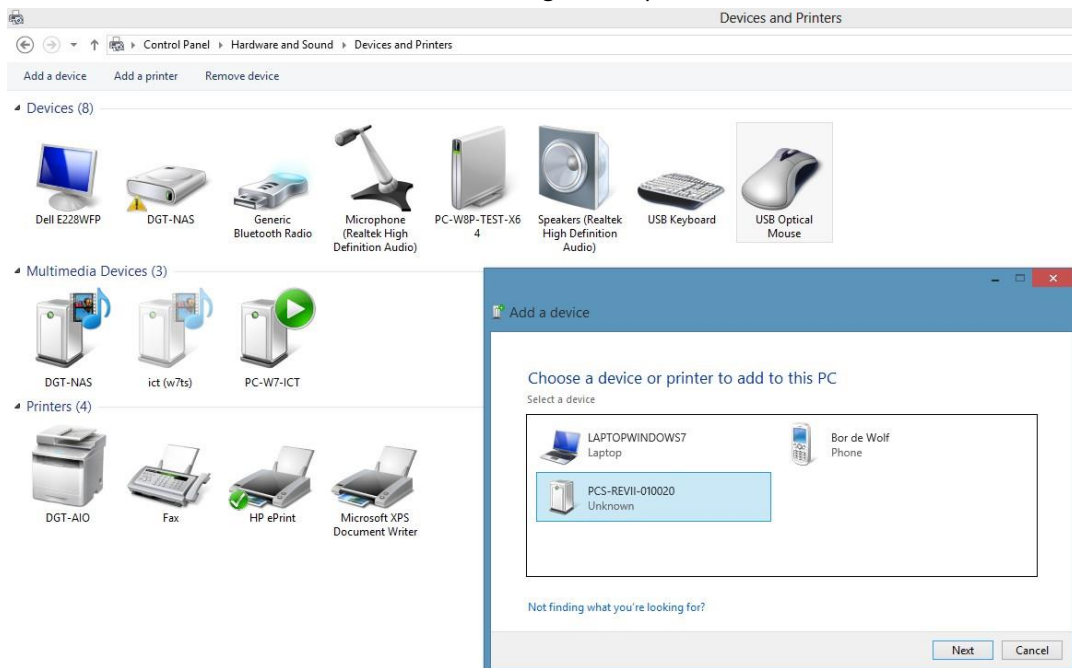 Devices and Printers
Control Panel ▸ Hardware and Sound ▸ Devices and Printers
Add a device Add a printer Remove device
Devices (8)
Dell E228WFP
DGT-NAS
Generic
Bluetooth Radio
Microphone
(Realtek High
Definition Audio)
PC-W8P-TEST-X6
4
Speakers (Realtek
High Definition
Audio)
USB Keyboard
USB Optical
Mouse
Multimedia Devices (3)
DGT-NAS
ict (w7ts)
PC-W7-ICT
Printers (4)
DGT-AIO
Fax
HP ePrint
Microsoft XPS
Document Writer
Add a device
Choose a device or printer to add to this PC
Select a device
LAPTOPWINDOWS7
Laptop
Bor de Wolf
Phone
PCS-REVII-010020
Unknown
Not finding what you're looking for?
Next Cancel